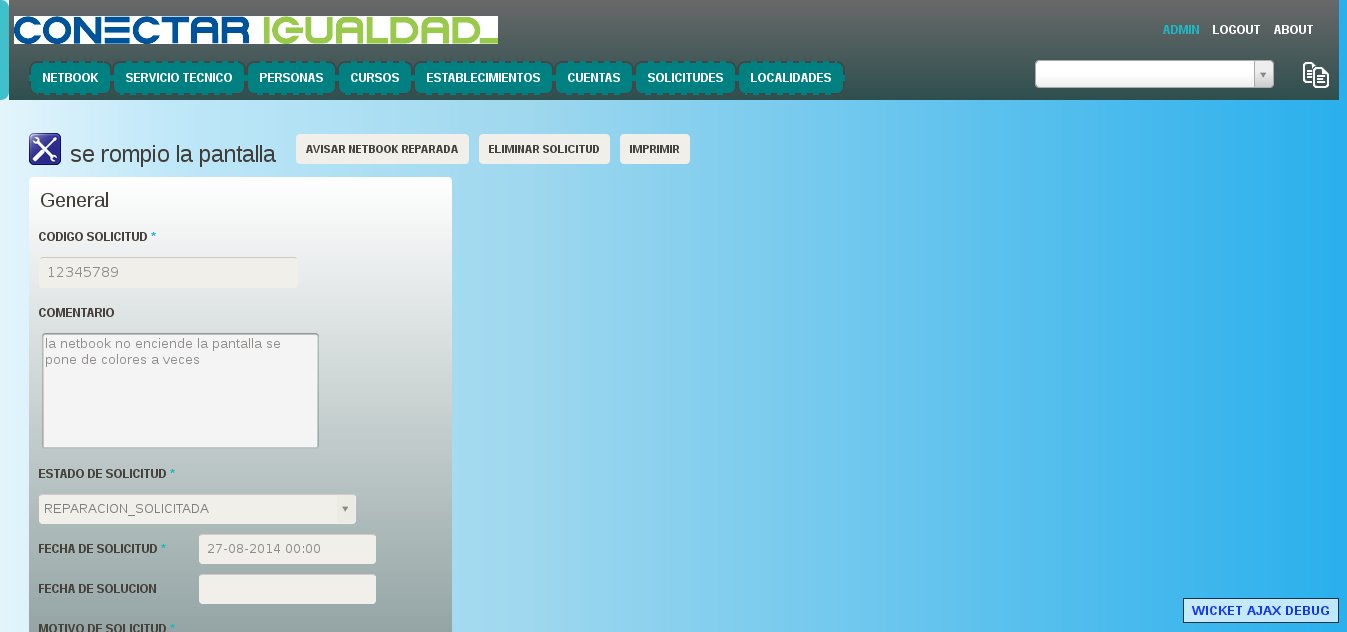 CONECTAR IGUALDAD_
ADMIN LOGOUT ABOUT
NETBOOK SERVICIO TECNICO PERSONAS CURSOS ESTABLECIMIENTOS CUENTAS SOLICITUDES LOCALIDADES
se rompio la pantalla
AVISAR NETBOOK REPARADA ELIMINAR SOLICITUD IMPRIMIR
General
CODIGO SOLICITUD *
12345789
COMENTARIO
la netbook no enciende la pantalla se
pone de colores a veces
ESTADO DE SOLICITUD *
REPARACION_SOLICITADA
FECHA DE SOLICITUD * 27-08-2014 00:00
FECHA DE SOLUCION
MOTIVO DE SOLICITUD *
WICKET AJAX DEBUG